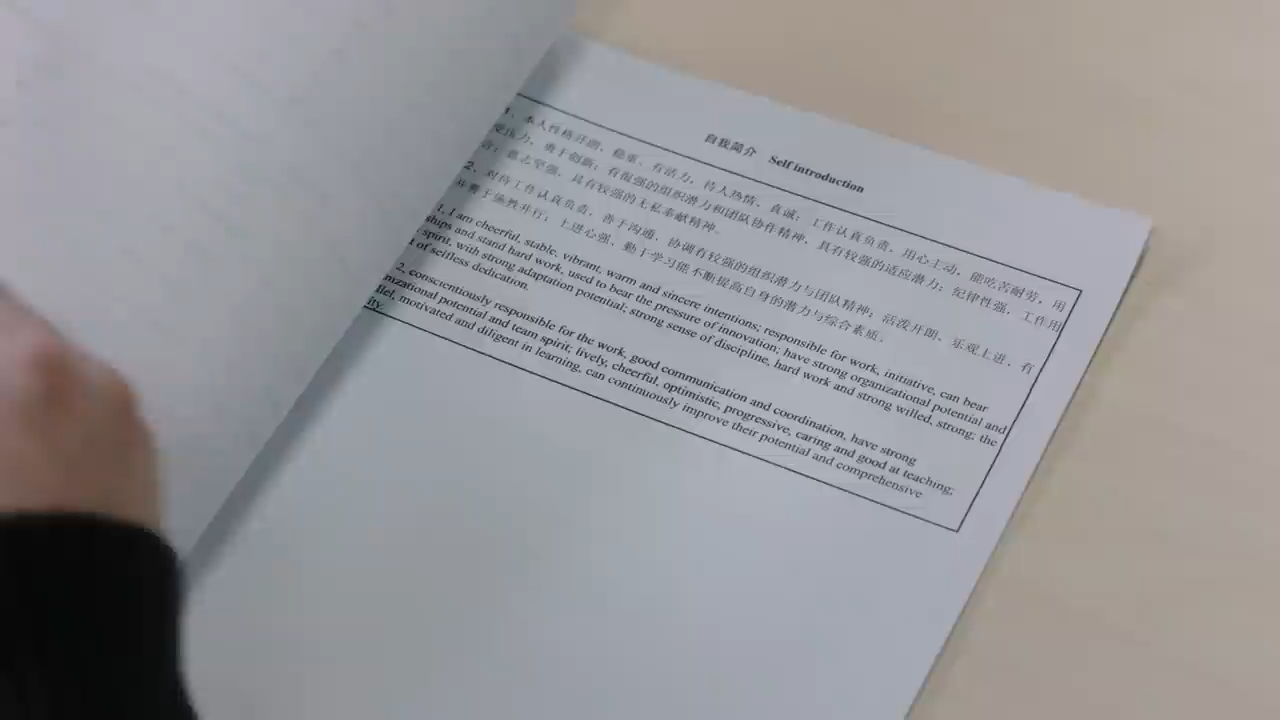 自我简介 Self introduction
1、本人性格开朗、稳重、有活力，待人热情、真诚；工作认真负责，用心主动，能吃苦耐劳，用
受压力，勇于创新；有很强的组织潜力和团队协作精神，具有较强的适应潜力；纪律性强，工作用
意志坚强，具有较强的无私奉献精神。
2、对待工作认真负责，善于沟通、协调有较强的组织潜力与团队精神；活泼开朗、乐观上进、有
并善于施教并行；上进心强、勤于学习能不断提高自身的潜力与综合素质。
1, I am cheerful, stable, vibrant, warm and sincere intentions; responsible for work, initiative, can bear
ships and stand hard work, used to bear the pressure of innovation; have strong organizational potential and
spirit, with strong adaptation potential; strong sense of discipline, hard work and strong willed, strong; the
t of selfless dedication.
2, conscientiously responsible for the work, good communication and coordination, have strong
nizational potential and team spirit; lively, cheerful, optimistic, progressive, caring and good at teaching;
llel, motivated and diligent in learning, can continuously improve their potential and comprehensive
ity.